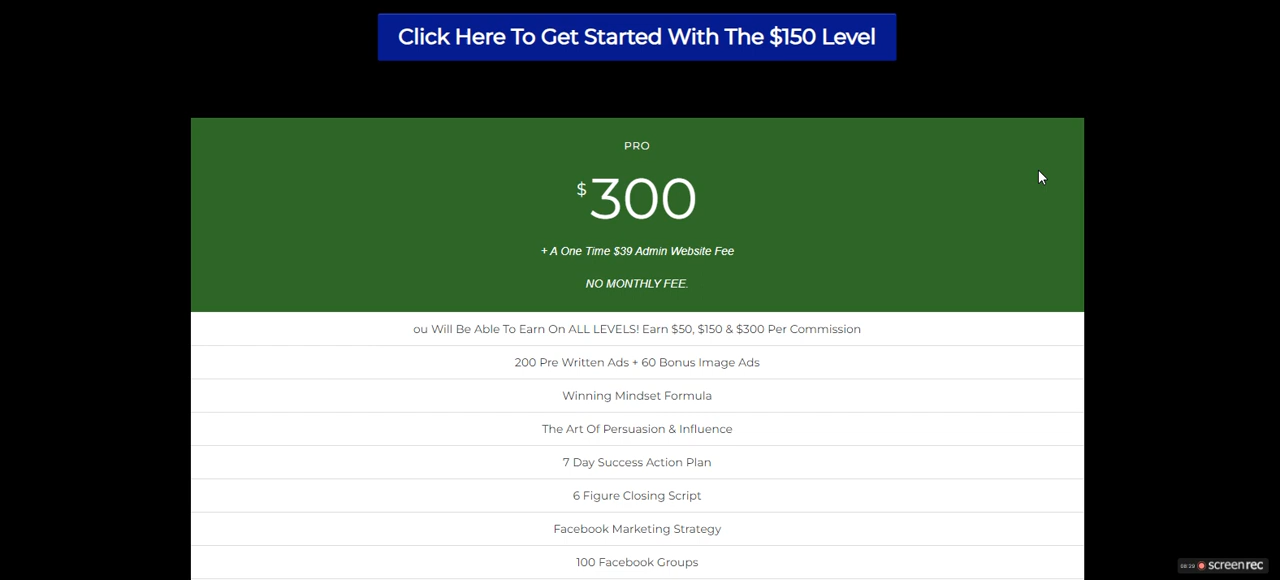 Click Here To Get Started With The $150 Level
PRO
$300
+ A One Time $39 Admin Website Fee
NO MONTHLY FEE.
ou Will Be Able To Earn On ALL LEVELS! Earn $50, $150 & $300 Per Commission
200 Pre Written Ads + 60 Bonus Image Ads
Winning Mindset Formula
The Art Of Persuasion & Influence
7 Day Success Action Plan
6 Figure Closing Script
Facebook Marketing Strategy
100 Facebook Groups
screenrec